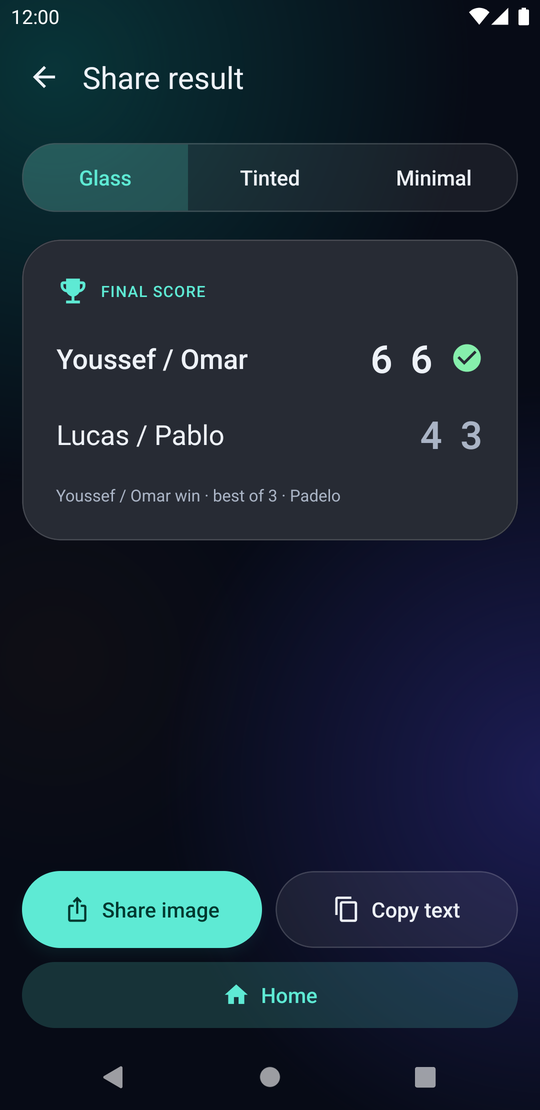 12:00
Share result
Glass Tinted Minimal
FINAL SCORE
Youssef / Omar 6 6
Lucas / Pablo 4 3
Youssef / Omar win · best of 3 · Padelo
Share image Copy text
Home